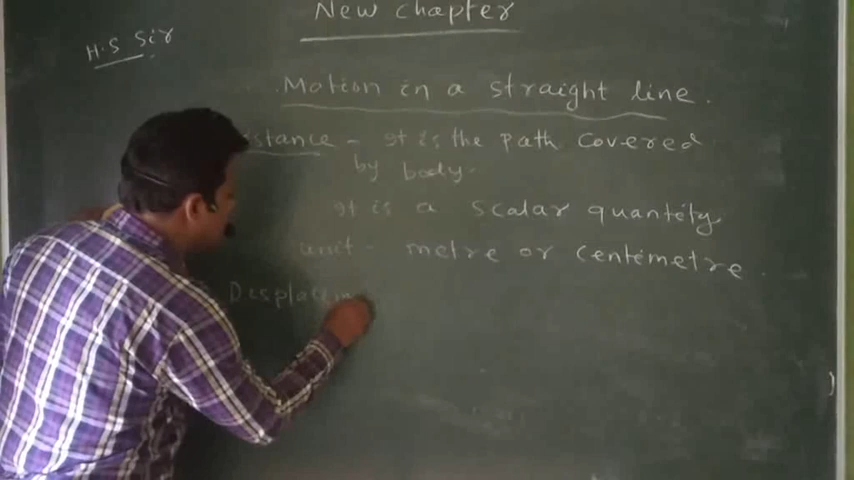 New chapter
H.S Sir
Motion in a straight line.
istance - It is the path covered
by body.
It is a scalar quantity
unit - metre or centimetre.
Displacem